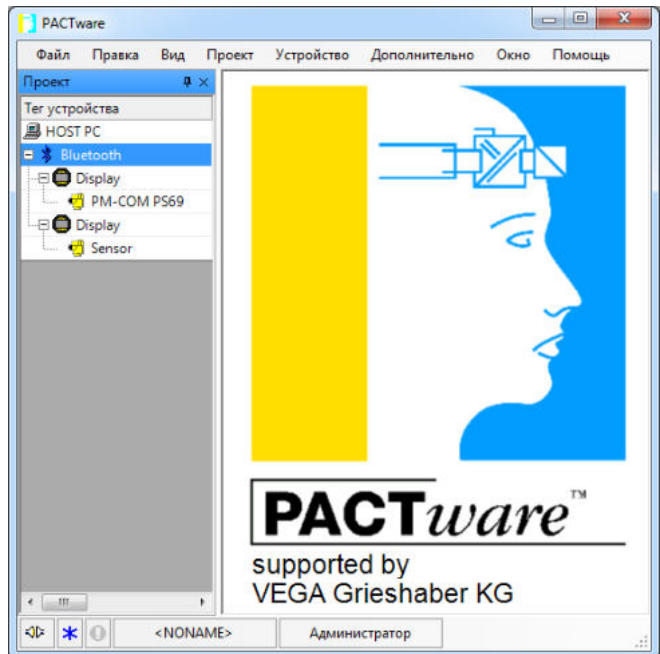 PACTware
Файл Правка Вид Проект Устройство Дополнительно Окно Помощь
Проект
Тег устройства
HOST PC
Bluetooth
Display
PM-COM PS69
Display
Sensor
PACTware™
supported by
VEGA Grieshaber KG
<NONAME> Администратор